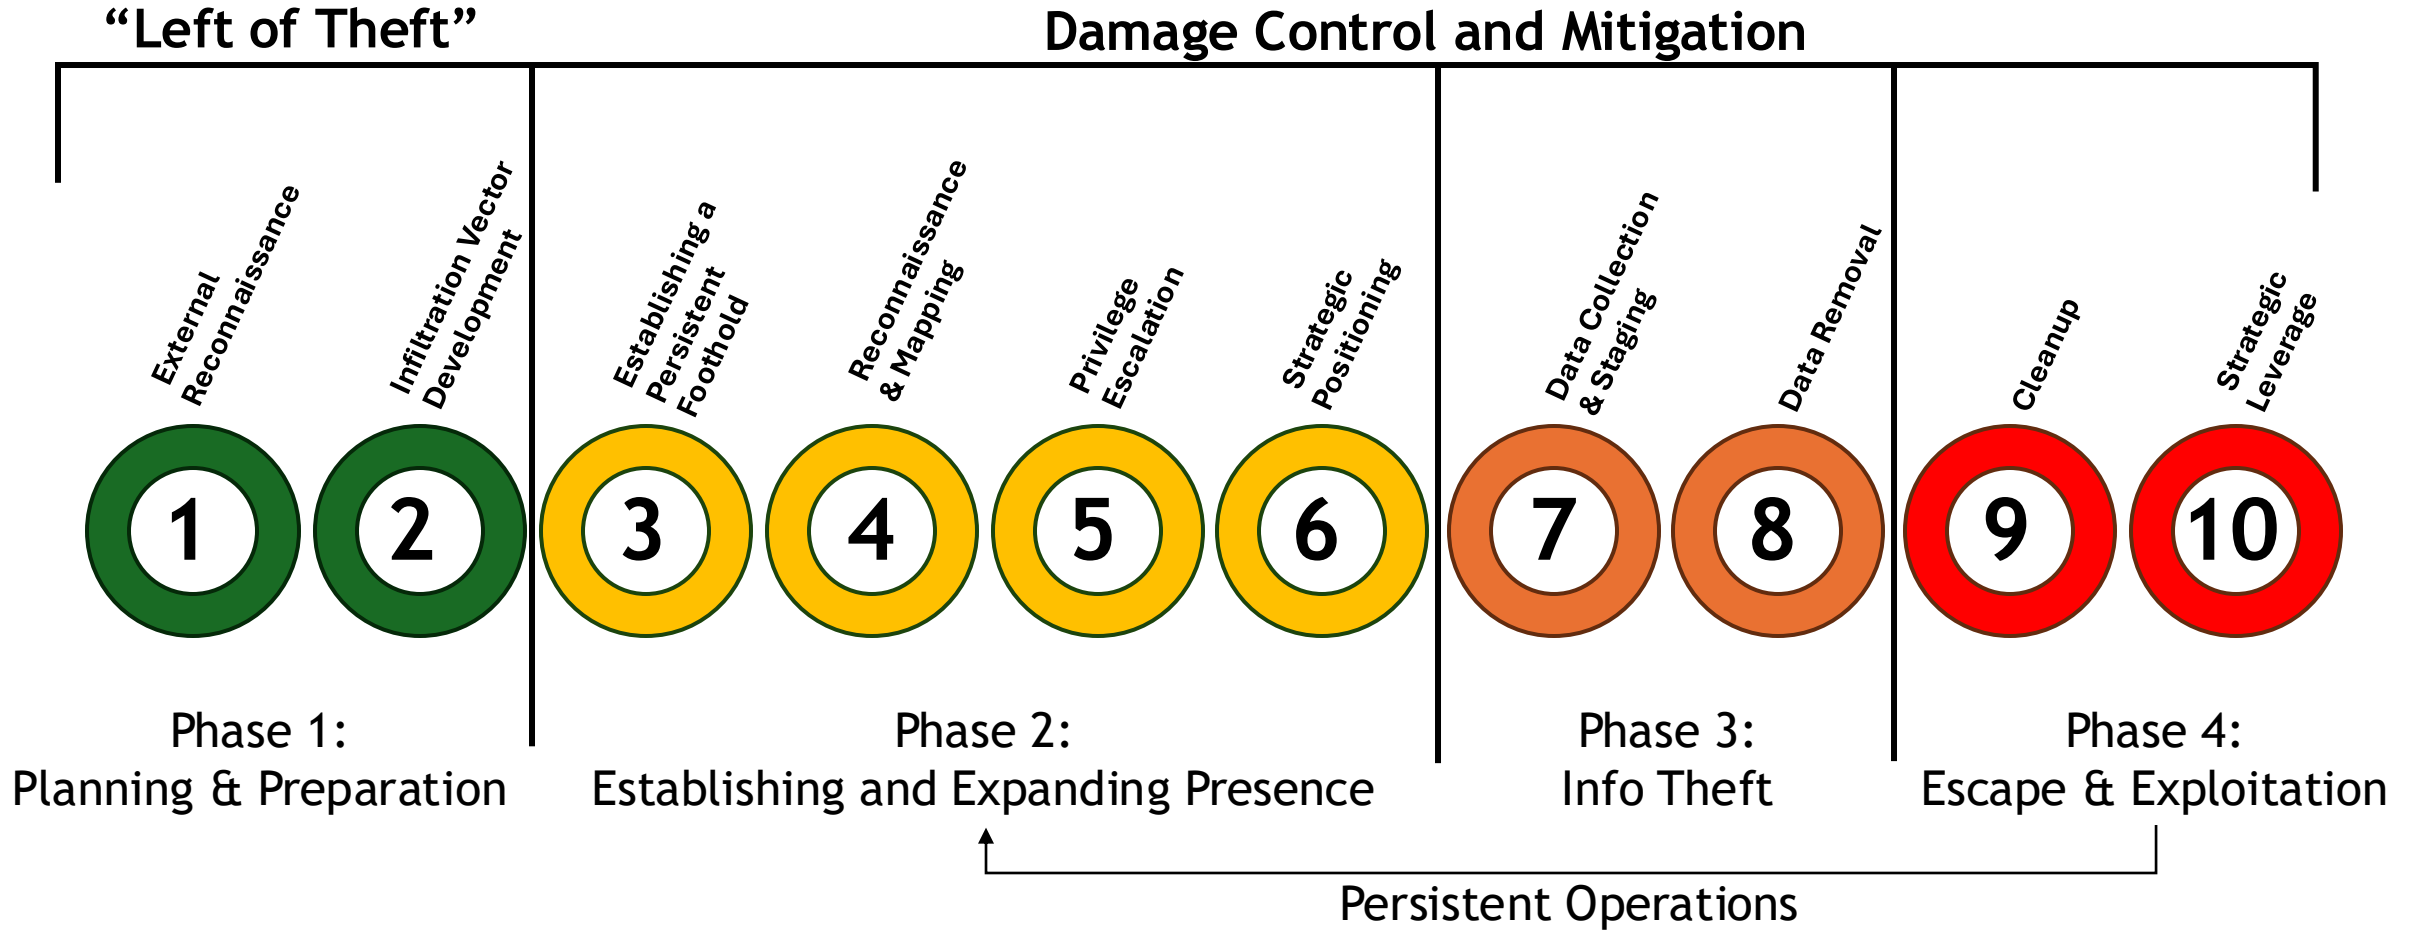 “Left of Theft”
Damage Control and Mitigation
External
Reconnaissance
Infiltration Vector
Development
Establishing a
Persistent
Foothold
Reconnaissance
& Mapping
Privilege
Escalation
Strategic
Positioning
Data Collection
& Staging
Data Removal
Cleanup
Strategic
Leverage
1
2
3
4
5
6
7
8
9
10
Phase 1:
Planning & Preparation
Phase 2:
Establishing and Expanding Presence
Phase 3:
Info Theft
Phase 4:
Escape & Exploitation
Persistent Operations